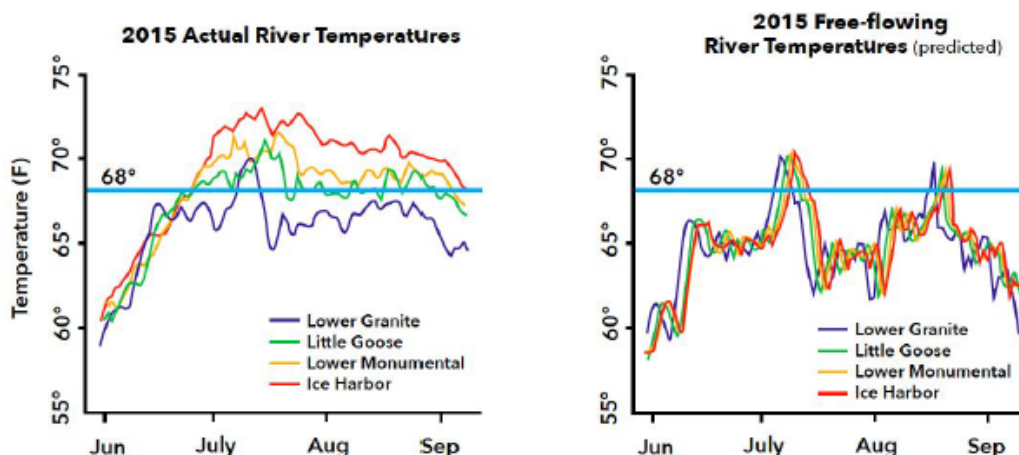 2015 Actual River Temperatures
Temperature (F)
75°
70°
65°
60°
55°
68°
Lower Granite
Little Goose
Lower Monumental
Ice Harbor
Jun
July
Aug
Sep
2015 Free-flowing
River Temperatures (predicted)
75°
70°
65°
60°
55°
68°
Lower Granite
Little Goose
Lower Monumental
Ice Harbor
Jun
July
Aug
Sep